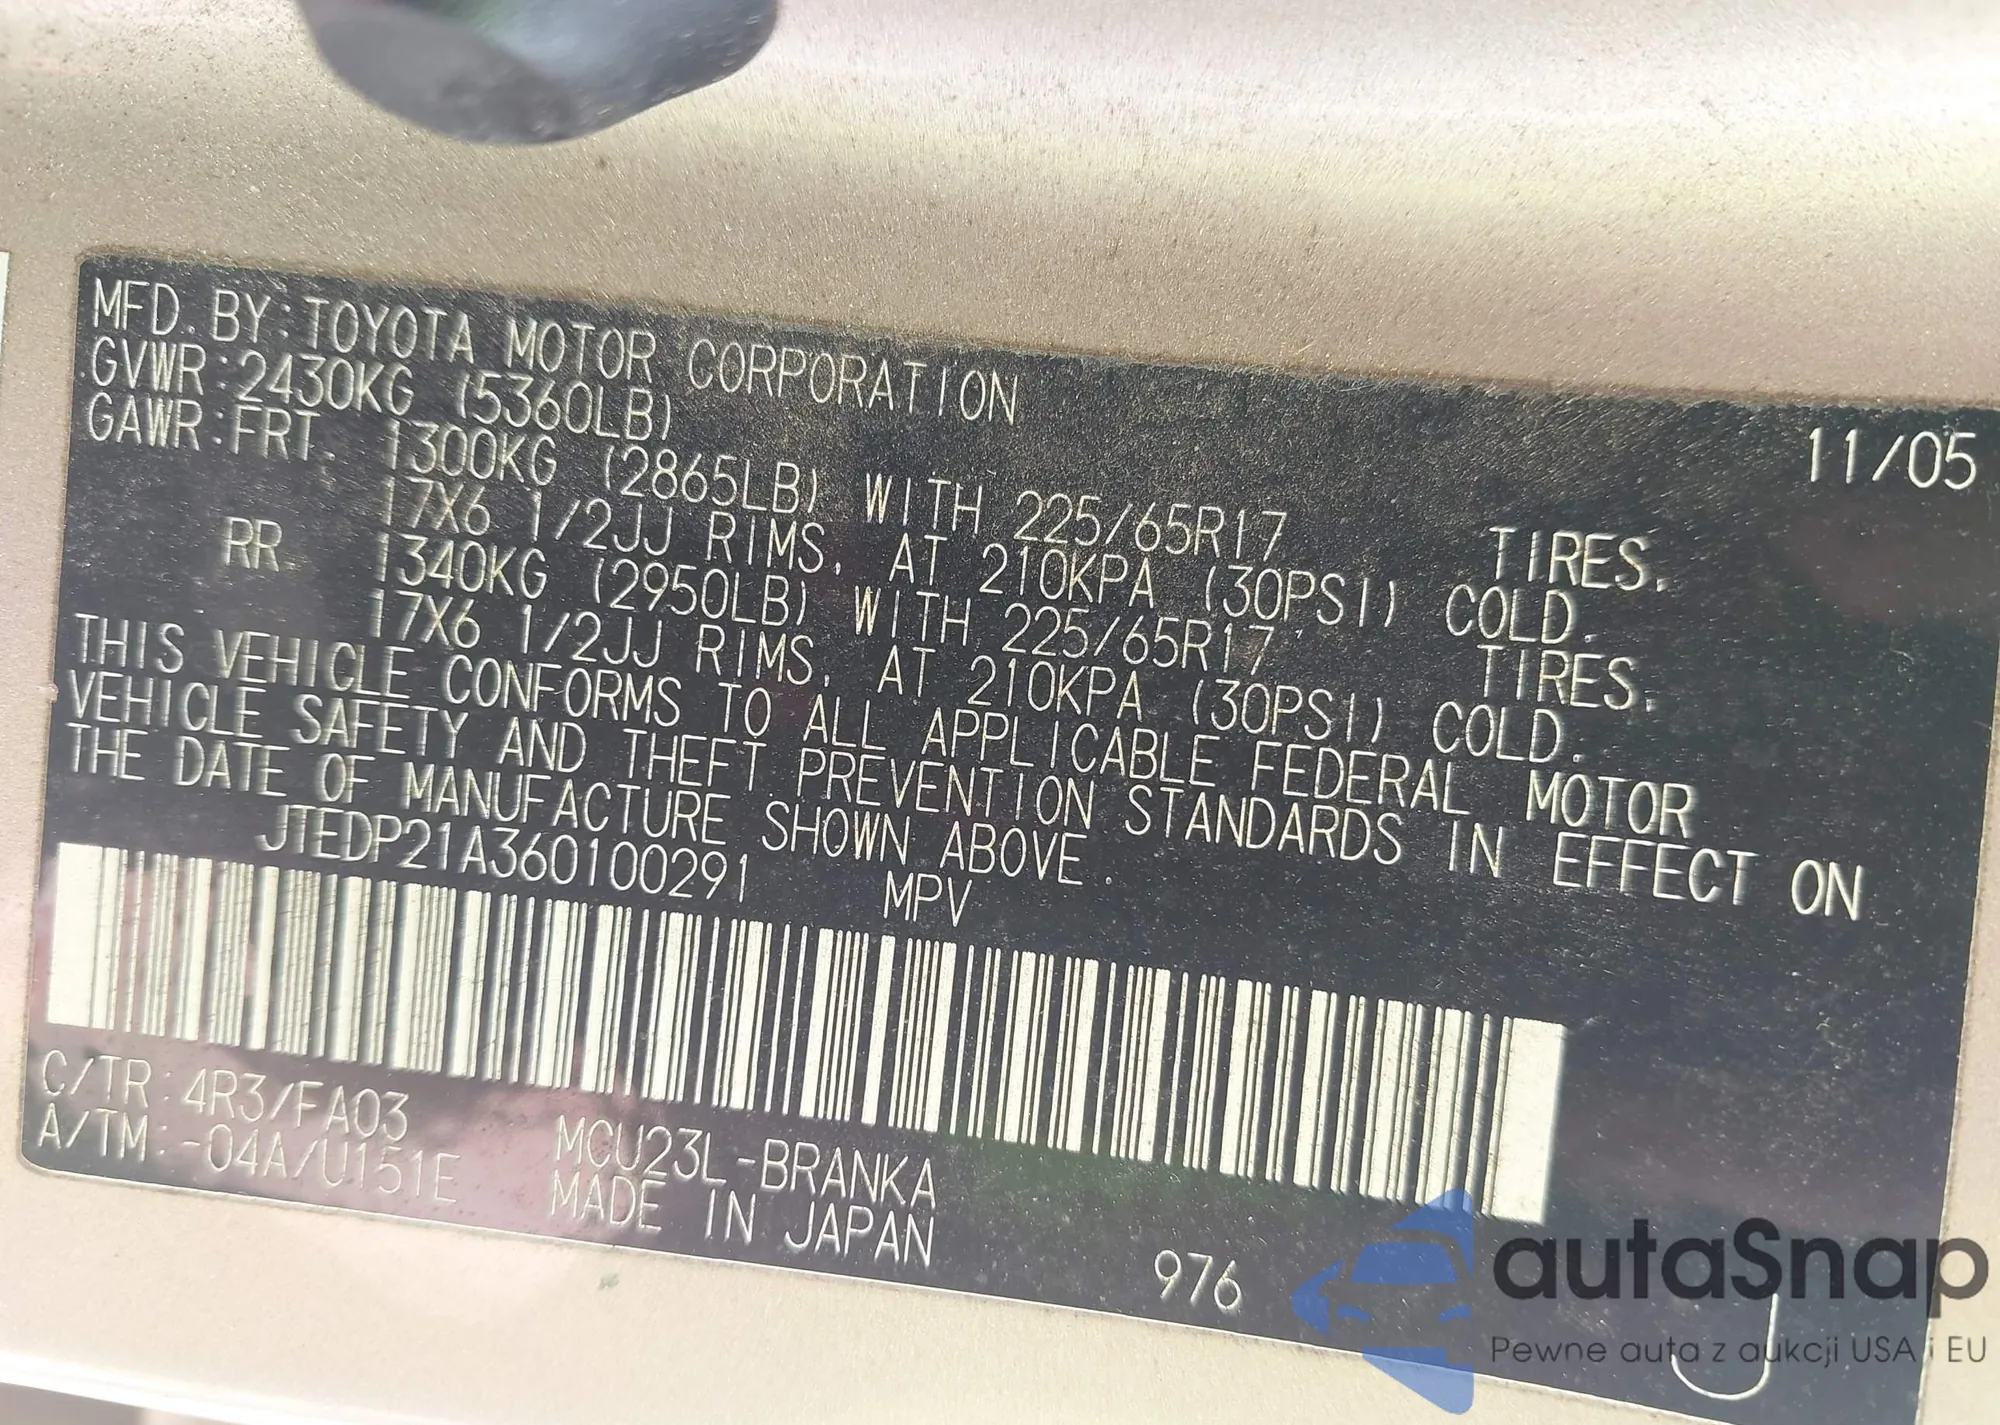 MFD. BY: TOYOTA MOTOR CORPORATION 11/05
GVWR: 2430KG (5360LB)
GAWR: FRT. 1300KG (2865LB) WITH 225/65R17 TIRES,
17X6 1/2JJ RIMS, AT 210KPA (30PSI) COLD.
RR. 1340KG (2950LB) WITH 225/65R17 TIRES,
17X6 1/2JJ RIMS, AT 210KPA (30PSI) COLD.
THIS VEHICLE CONFORMS TO ALL APPLICABLE FEDERAL MOTOR
VEHICLE SAFETY AND THEFT PREVENTION STANDARDS IN EFFECT ON
THE DATE OF MANUFACTURE SHOWN ABOVE.
JTEDP21A360100291 MPV
C/TR: 4R3/FA03 MCU23L-BRANKA
A/TM: -04A/U151E MADE IN JAPAN
976
J
autaSnap
Pewne auta z aukcji USA i EU